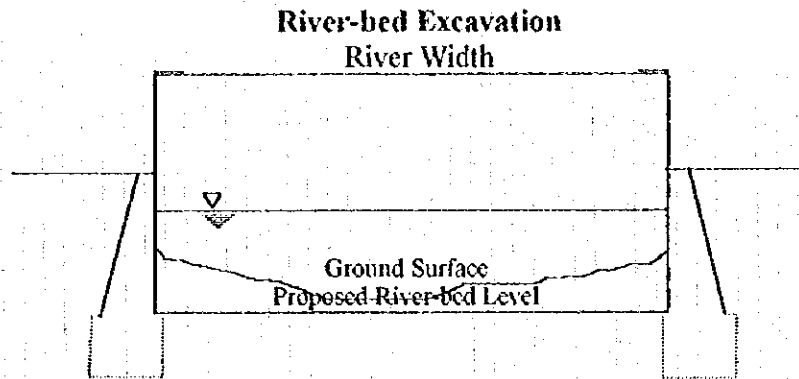 River-bed Excavation
River Width
Ground Surface
Proposed River-bed Level